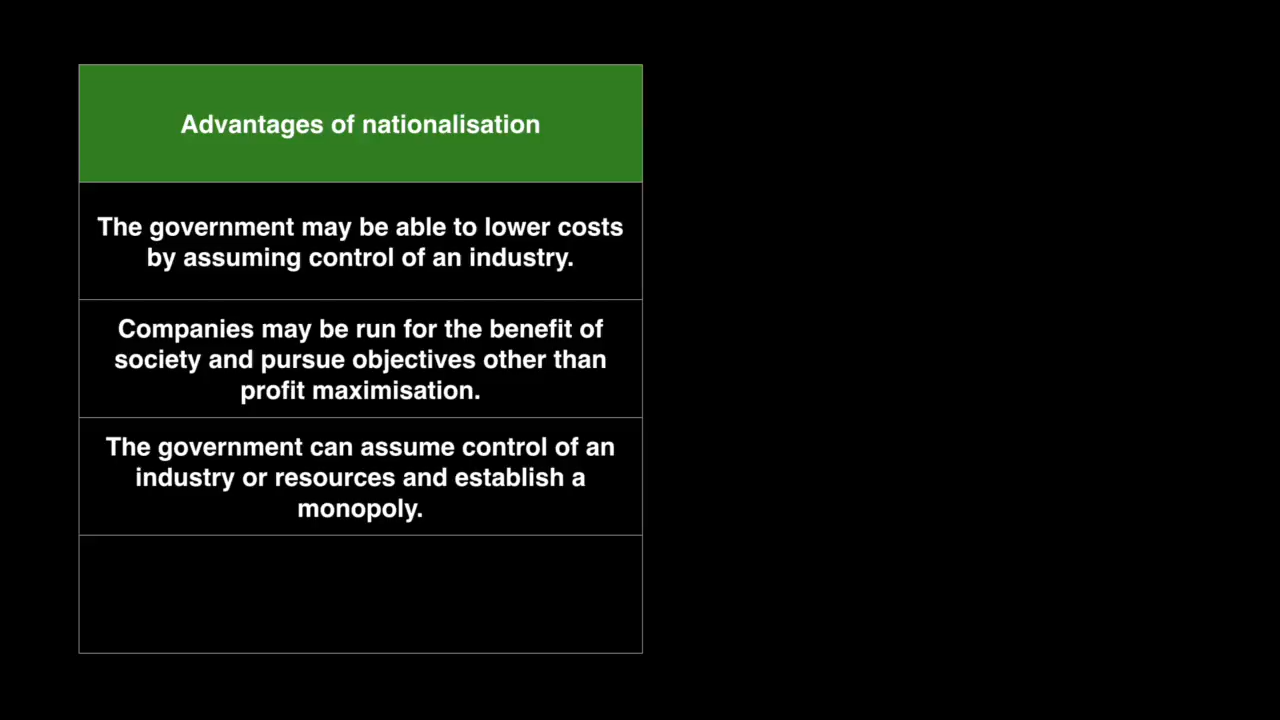 Advantages of nationalisation
The government may be able to lower costs
by assuming control of an industry.
Companies may be run for the benefit of
society and pursue objectives other than
profit maximisation.
The government can assume control of an
industry or resources and establish a
monopoly.